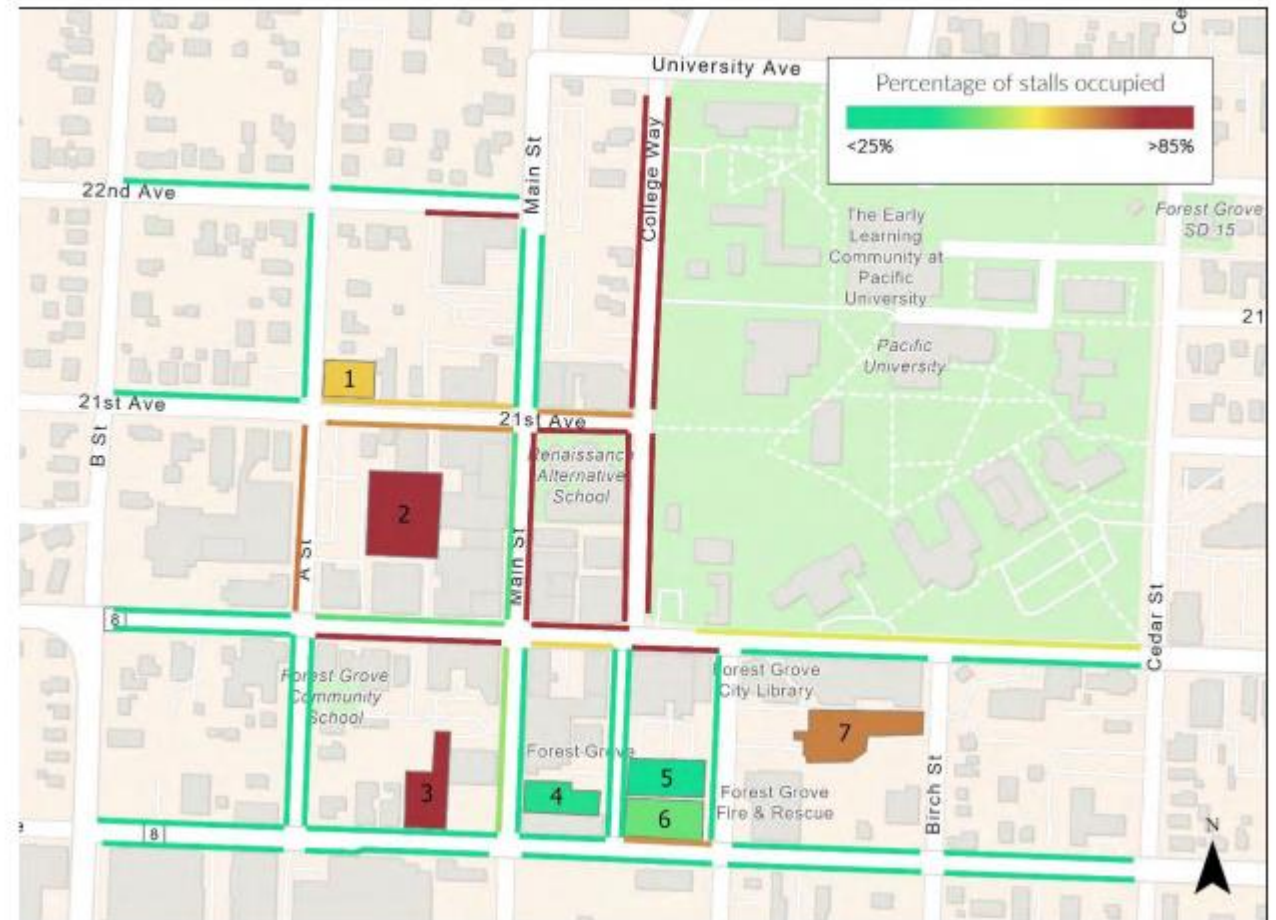 Ce
University Ave
Percentage of stalls occupied
<25%
>85%
Main St
College Way
22nd Ave
The Early
Learning
Community at
Pacific
University
Forest Grove
SD 15
21
Pacific
University
1
21st Ave
21st Ave
B St
Renaissance
Alternative
School
2
A St
Main St
8
Cedar St
Forest Grove
Community
School
Forest Grove
City Library
7
Forest Grove
5
3
4
6
Forest Grove
Fire & Rescue
Birch St
8
N